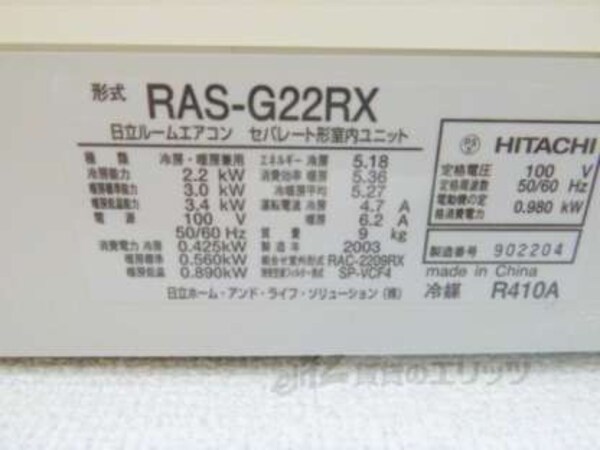 形式 RAS-G22RX
日立ルームエアコン セパレート形室内ユニット
種類 冷房・暖房兼用 エネルギー 冷房 5.18
冷房能力 2.2 kW 消費効率 暖房 5.36
暖房標準能力 3.0 kW 冷暖房平均 5.27
暖房低温能力 3.4 kW 運転電流 冷房 4.7 A
電源 100 V 暖房 6.2 A
50/60 Hz 質量 9 kg
消費電力 冷房 0.425kW 製造年 2003
暖房標準 0.560kW 組合せ室外形式 RAC-2209RX
暖房低温 0.890kW SP-VCF4
日立ホーム・アンド・ライフ・ソリューション(株)
HITACHI
定格電圧 100 V
定格周波数 50/60 Hz
電動機の定
格消費電力 0.980 kW
製造番号 902204
made in China
冷媒 R410A
賃貸のエリッツ